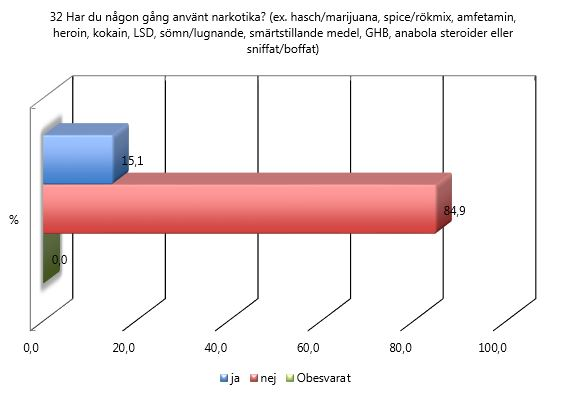 32 Har du någon gång använt narkotika? (ex. hasch/marijuana, spice/rökmix, amfetamin,
heroin, kokain, LSD, sömn/lugnande, smärtstillande medel, GHB, anabola steroider eller
sniffat/boffat)
15,1
84,9
%
0,0
0,0 20,0 40,0 60,0 80,0 100,0
ja nej Obesvarat